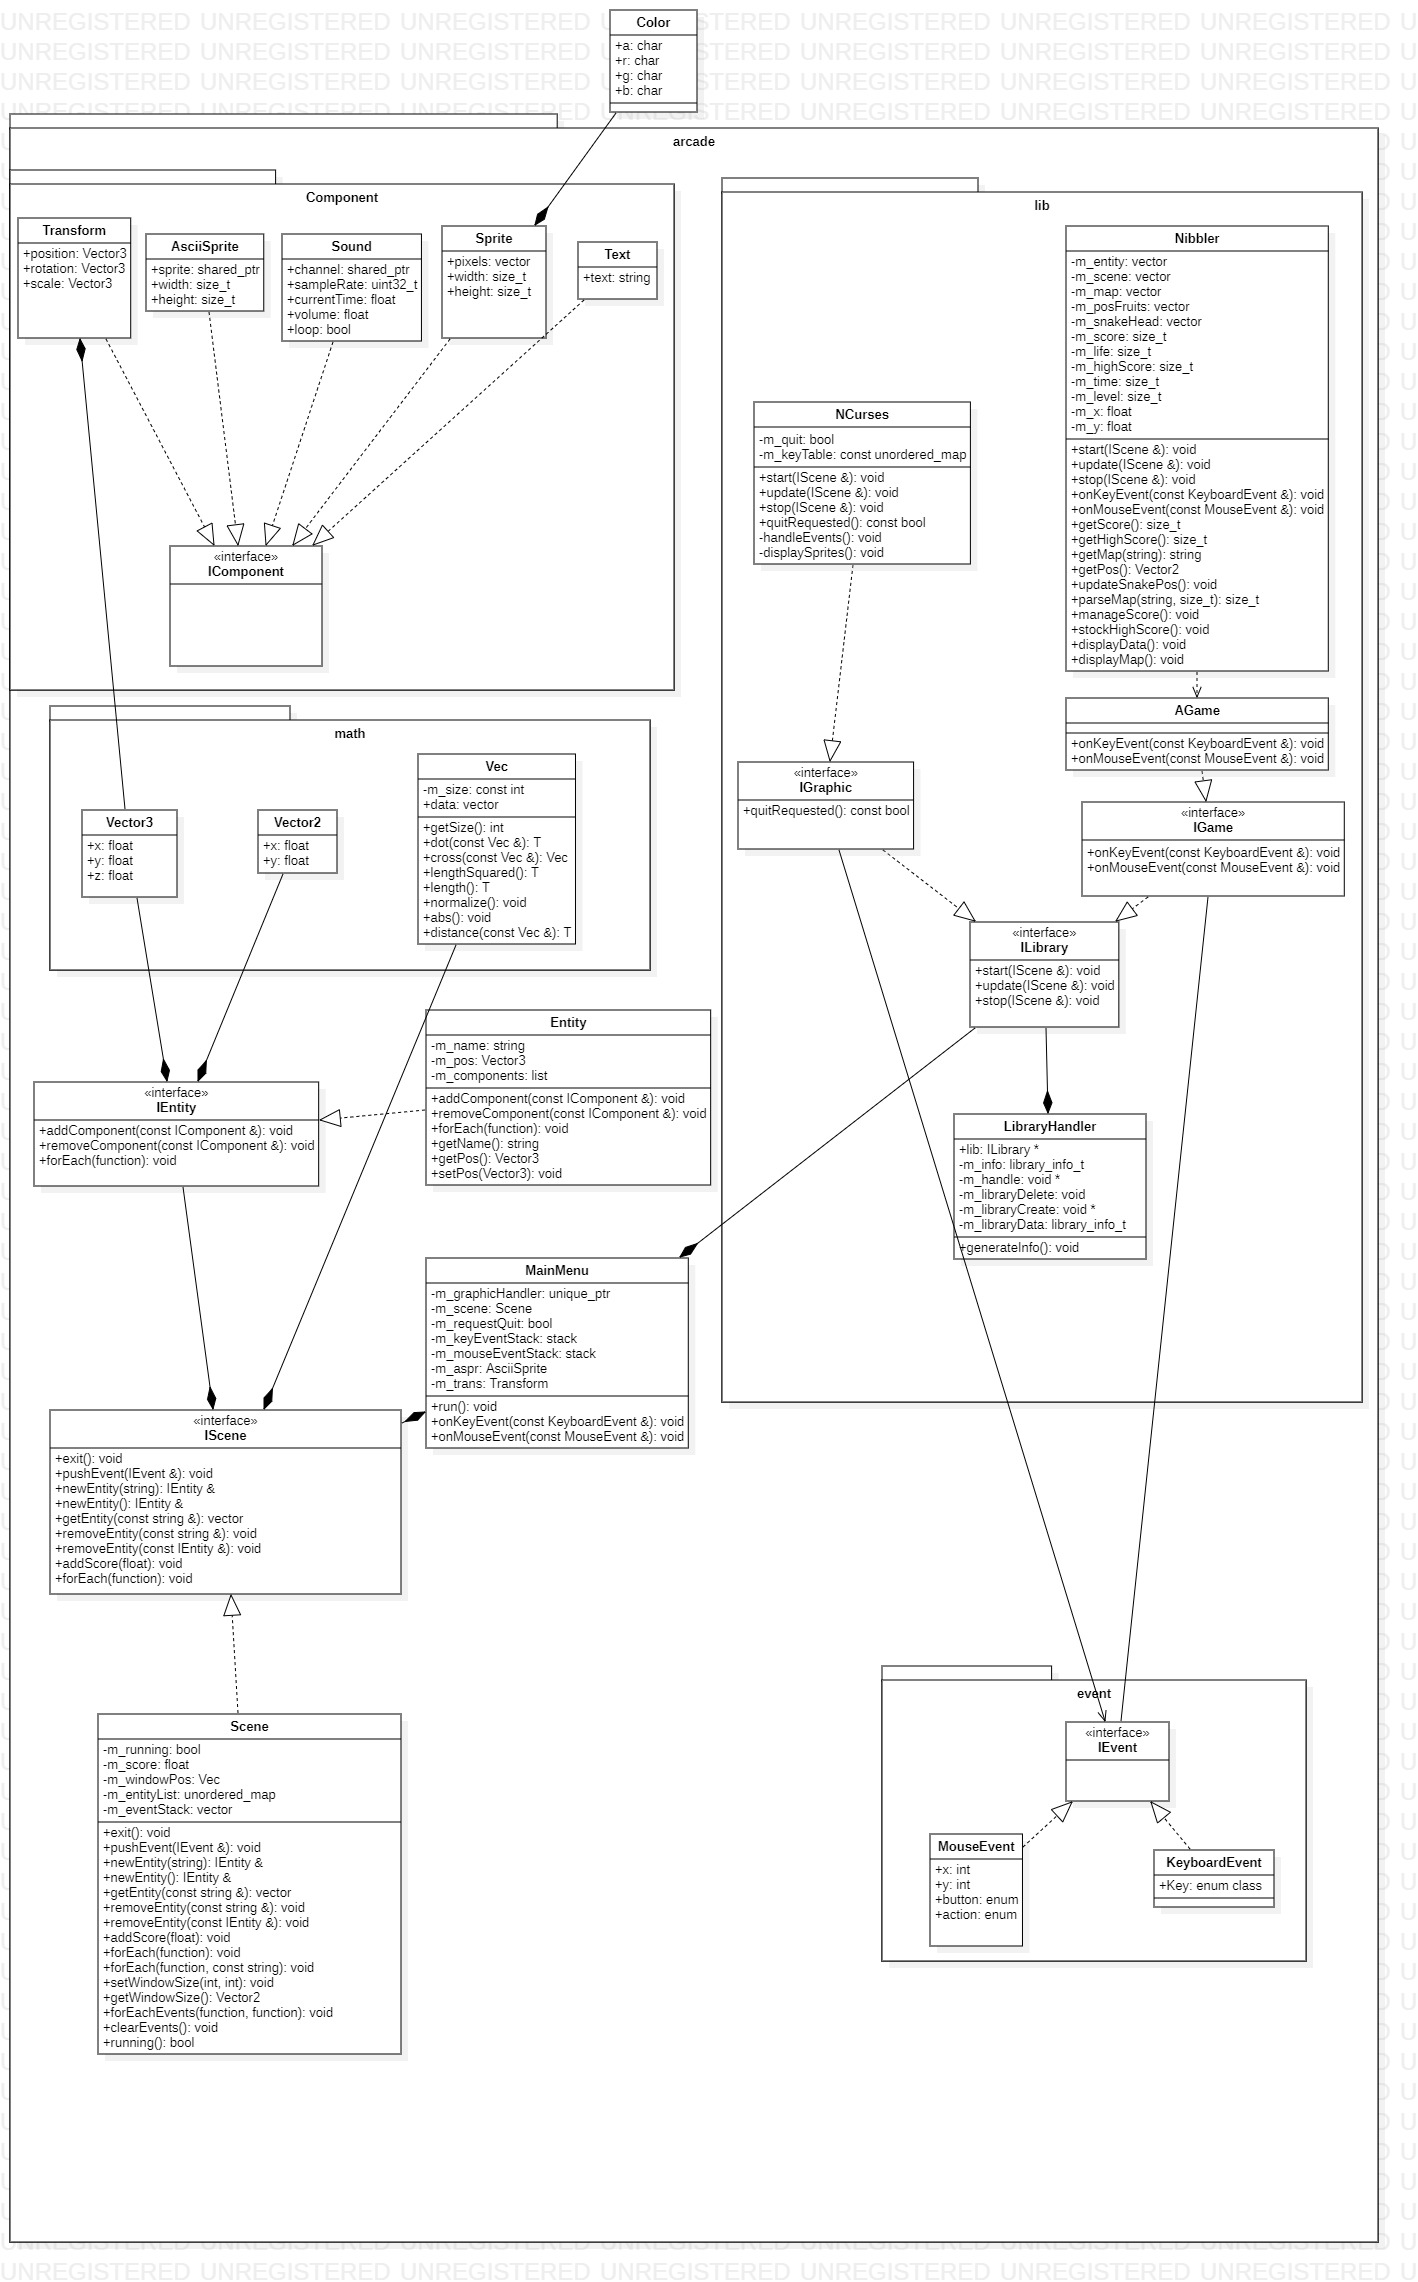 Color
+a: char
+r: char
+g: char
+b: char
arcade
Component
Transform
+position: Vector3
+rotation: Vector3
+scale: Vector3
AsciiSprite
+sprite: shared_ptr
+width: size_t
+height: size_t
Sound
+channel: shared_ptr
+sampleRate: uint32_t
+currentTime: float
+volume: float
+loop: bool
Sprite
+pixels: vector
+width: size_t
+height: size_t
Text
+text: string
«interface»
IComponent
lib
Nibbler
-m_entity: vector
-m_scene: vector
-m_map: vector
-m_posFruits: vector
-m_snakeHead: vector
-m_score: size_t
-m_life: size_t
-m_highScore: size_t
-m_time: size_t
-m_level: size_t
-m_x: float
-m_y: float
+start(IScene &): void
+update(IScene &): void
+stop(IScene &): void
+onKeyEvent(const KeyboardEvent &): void
+onMouseEvent(const MouseEvent &): void
+getScore(): size_t
+getHighScore(): size_t
+getMap(string): string
+getPos(): Vector2
+updateSnakePos(): void
+parseMap(string, size_t): size_t
+manageScore(): void
+stockHighScore(): void
+displayData(): void
+displayMap(): void
NCurses
-m_quit: bool
-m_keyTable: const unordered_map
+start(IScene &): void
+update(IScene &): void
+stop(IScene &): void
+quitRequested(): const bool
-handleEvents(): void
-displaySprites(): void
AGame
+onKeyEvent(const KeyboardEvent &): void
+onMouseEvent(const MouseEvent &): void
«interface»
IGraphic
+quitRequested(): const bool
«interface»
IGame
+onKeyEvent(const KeyboardEvent &): void
+onMouseEvent(const MouseEvent &): void
«interface»
ILibrary
+start(IScene &): void
+update(IScene &): void
+stop(IScene &): void
LibraryHandler
+lib: ILibrary *
-m_info: library_info_t
-m_handle: void *
-m_libraryDelete: void
-m_libraryCreate: void *
-m_libraryData: library_info_t
+generateInfo(): void
math
Vector3
+x: float
+y: float
+z: float
Vector2
+x: float
+y: float
Vec
-m_size: const int
+data: vector
+getSize(): int
+dot(const Vec &): T
+cross(const Vec &): Vec
+lengthSquared(): T
+length(): T
+normalize(): void
+abs(): void
+distance(const Vec &): T
Entity
-m_name: string
-m_pos: Vector3
-m_components: list
+addComponent(const IComponent &): void
+removeComponent(const IComponent &): void
+forEach(function): void
+getName(): string
+getPos(): Vector3
+setPos(Vector3): void
«interface»
IEntity
+addComponent(const IComponent &): void
+removeComponent(const IComponent &): void
+forEach(function): void
MainMenu
-m_graphicHandler: unique_ptr
-m_scene: Scene
-m_requestQuit: bool
-m_keyEventStack: stack
-m_mouseEventStack: stack
-m_aspr: AsciiSprite
-m_trans: Transform
+run(): void
+onKeyEvent(const KeyboardEvent &): void
+onMouseEvent(const MouseEvent &): void
«interface»
IScene
+exit(): void
+pushEvent(IEvent &): void
+newEntity(string): IEntity &
+newEntity(): IEntity &
+getEntity(const string &): vector
+removeEntity(const string &): void
+removeEntity(const IEntity &): void
+addScore(float): void
+forEach(function): void
Scene
-m_running: bool
-m_score: float
-m_windowPos: Vec
-m_entityList: unordered_map
-m_eventStack: vector
+exit(): void
+pushEvent(IEvent &): void
+newEntity(string): IEntity &
+newEntity(): IEntity &
+getEntity(const string &): vector
+removeEntity(const string &): void
+removeEntity(const IEntity &): void
+addScore(float): void
+forEach(function): void
+forEach(function, const string): void
+setWindowSize(int, int): void
+getWindowSize(): Vector2
+forEachEvents(function, function): void
+clearEvents(): void
+running(): bool
event
«interface»
IEvent
MouseEvent
+x: int
+y: int
+button: enum
+action: enum
KeyboardEvent
+Key: enum class
UNREGISTERED UNREGISTERED UNREGISTERED UNREGISTERED UNREGISTERED UNREGISTERED UNREGISTERED